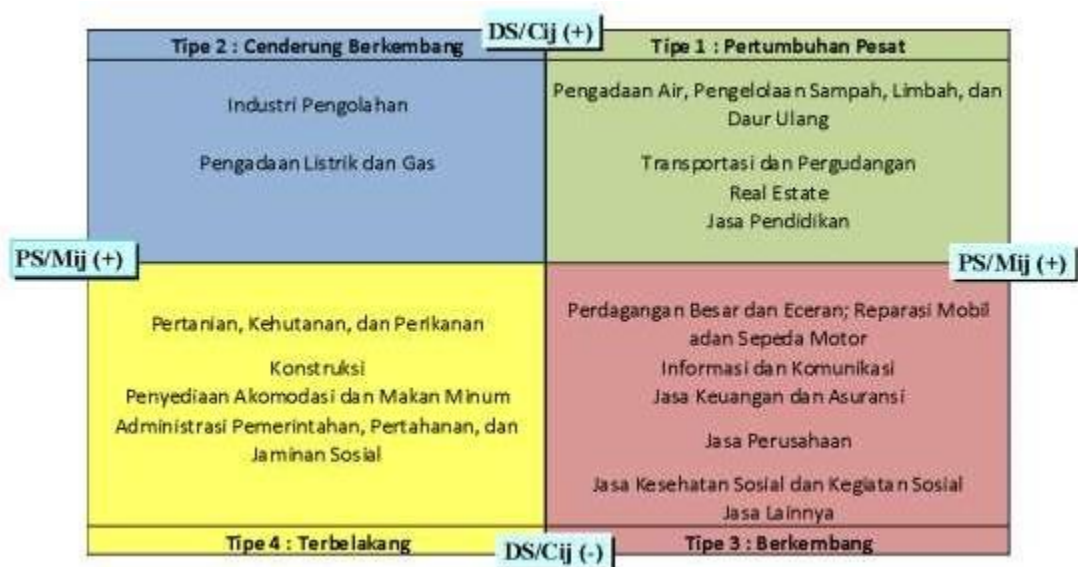 DS/Cij (+)
Tipe 2 : Cenderung Berkembang
Tipe 1 : Pertumbuhan Pesat
Industri Pengolahan
Pengadaan Listrik dan Gas
Pengadaan Air, Pengelolaan Sampah, Limbah, dan
Daur Ulang
Transportasi dan Pergudangan
Real Estate
Jasa Pendidikan
PS/Mij (+)
PS/Mij (+)
Pertanian, Kehutanan, dan Perikanan
Konstruksi
Penyediaan Akomodasi dan Makan Minum
Administrasi Pemerintahan, Pertahanan, dan
Jaminan Sosial
Perdagangan Besar dan Eceran; Reparasi Mobil
adan Sepeda Motor
Informasi dan Komunikasi
Jasa Keuangan dan Asuransi
Jasa Perusahaan
Jasa Kesehatan Sosial dan Kegiatan Sosial
Jasa Lainnya
Tipe 4 : Terbelakang
DS/Cij (-)
Tipe 3 : Berkembang